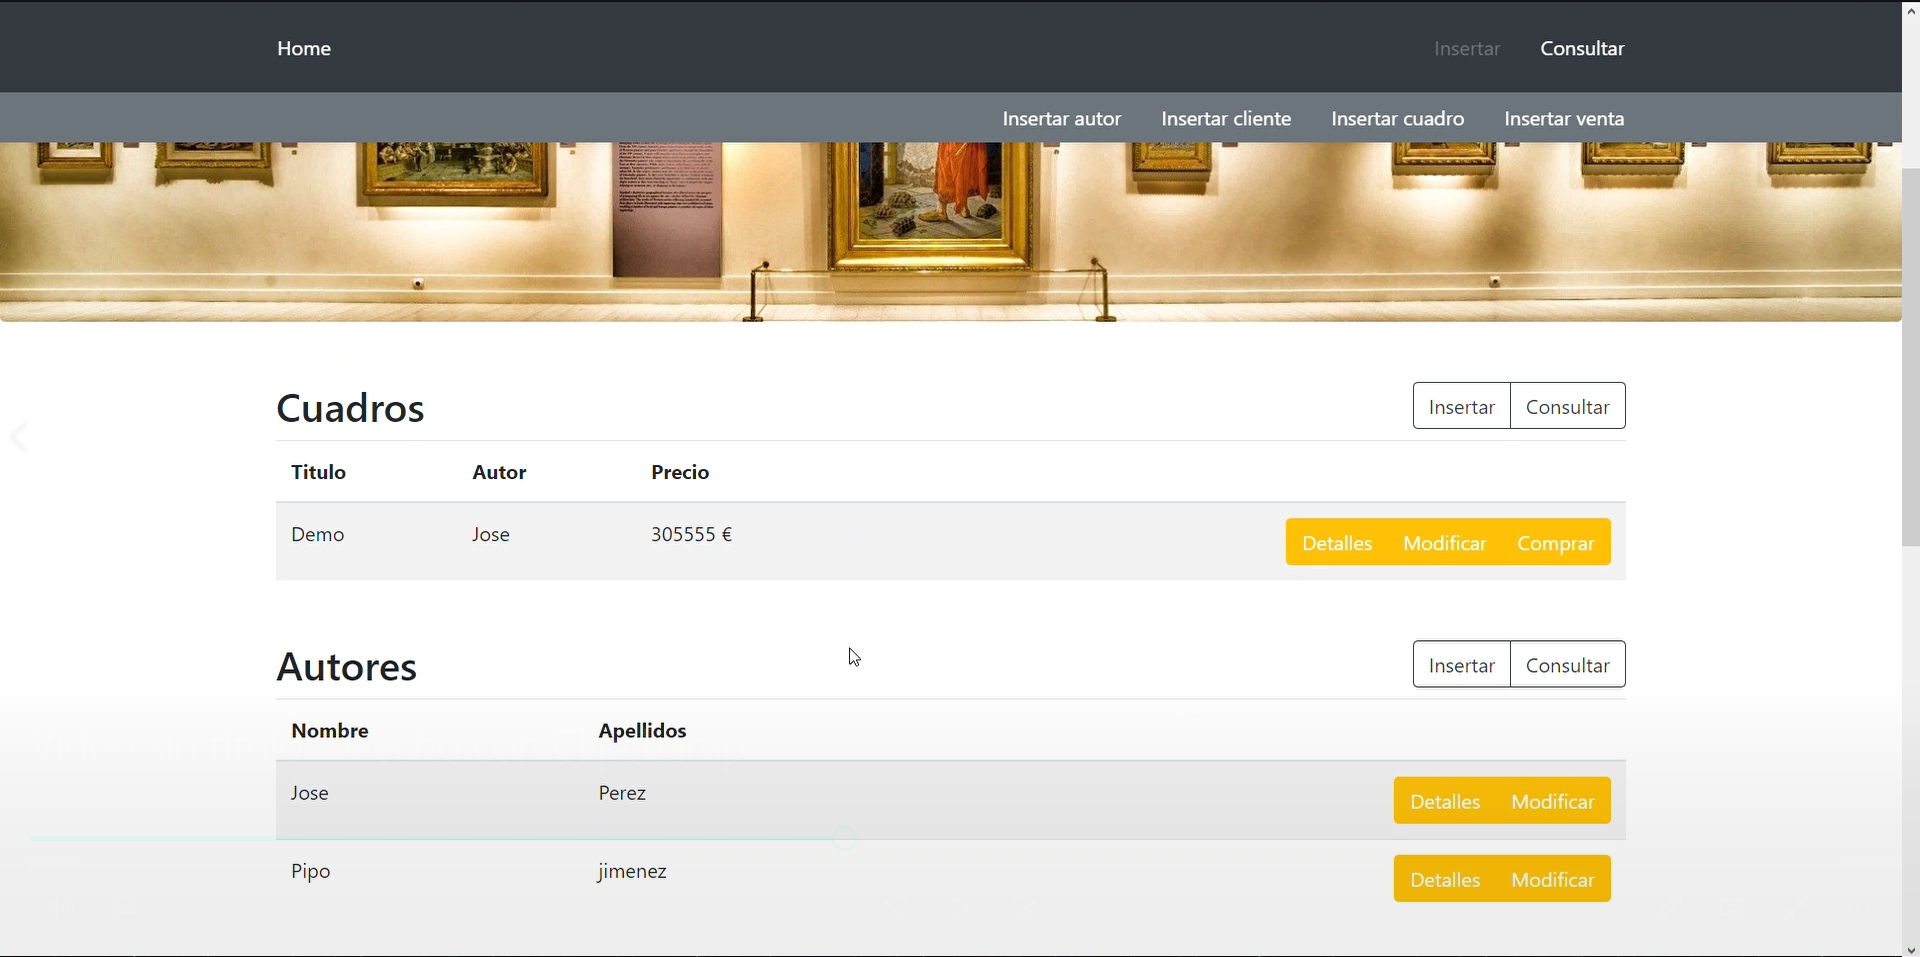 Home Insertar Consultar
Insertar autor Insertar cliente Insertar cuadro Insertar venta
Cuadros Insertar Consultar
Titulo Autor Precio
Demo Jose 305555 € Detalles Modificar Comprar
Autores Insertar Consultar
Nombre Apellidos
Jose Perez Detalles Modificar
Pipo jimenez Detalles Modificar